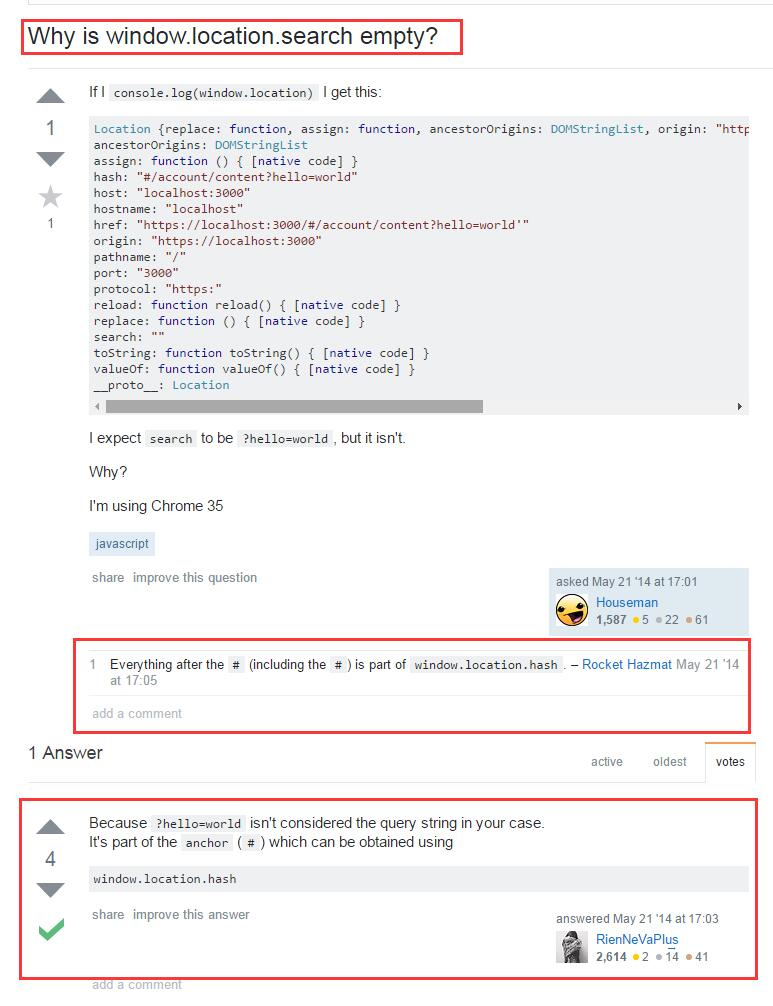 Why is window.location.search empty?
If I console.log(window.location) I get this:
1
Location {replace: function, assign: function, ancestorOrigins: DOMStringList, origin: "http
ancestorOrigins: DOMStringList
assign: function () { [native code] }
hash: "#/account/content?hello=world"
host: "localhost:3000"
hostname: "localhost"
href: "https://localhost:3000/#/account/content?hello=world'"
origin: "https://localhost:3000"
pathname: "/"
port: "3000"
protocol: "https:"
reload: function reload() { [native code] }
replace: function () { [native code] }
search: ""
toString: function toString() { [native code] }
valueOf: function valueOf() { [native code] }
__proto__: Location
1
I expect search to be ?hello=world, but it isn't.
Why?
I'm using Chrome 35
javascript
share improve this question
asked May 21 '14 at 17:01
Houseman
1,587 5 22 61
1 Everything after the # (including the #) is part of window.location.hash. – Rocket Hazmat May 21 '14
at 17:05
add a comment
1 Answer
active oldest votes
Because ?hello=world isn't considered the query string in your case.
It's part of the anchor (#) which can be obtained using
4
window.location.hash
share improve this answer
answered May 21 '14 at 17:03
RienNeVaPlus
2,614 2 14 41
add a comment